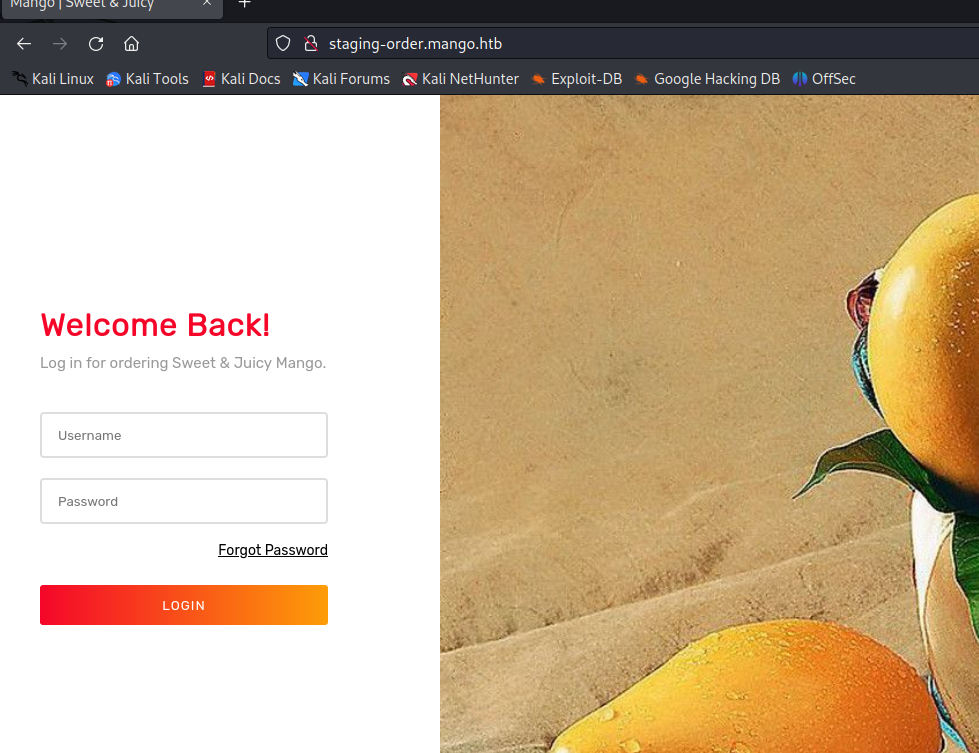 Mango | Sweet & Juicy
staging-order.mango.htb
Kali Linux Kali Tools Kali Docs Kali Forums Kali NetHunter Exploit-DB Google Hacking DB OffSec
Welcome Back!
Log in for ordering Sweet & Juicy Mango.
Username
Password
Forgot Password
LOGIN